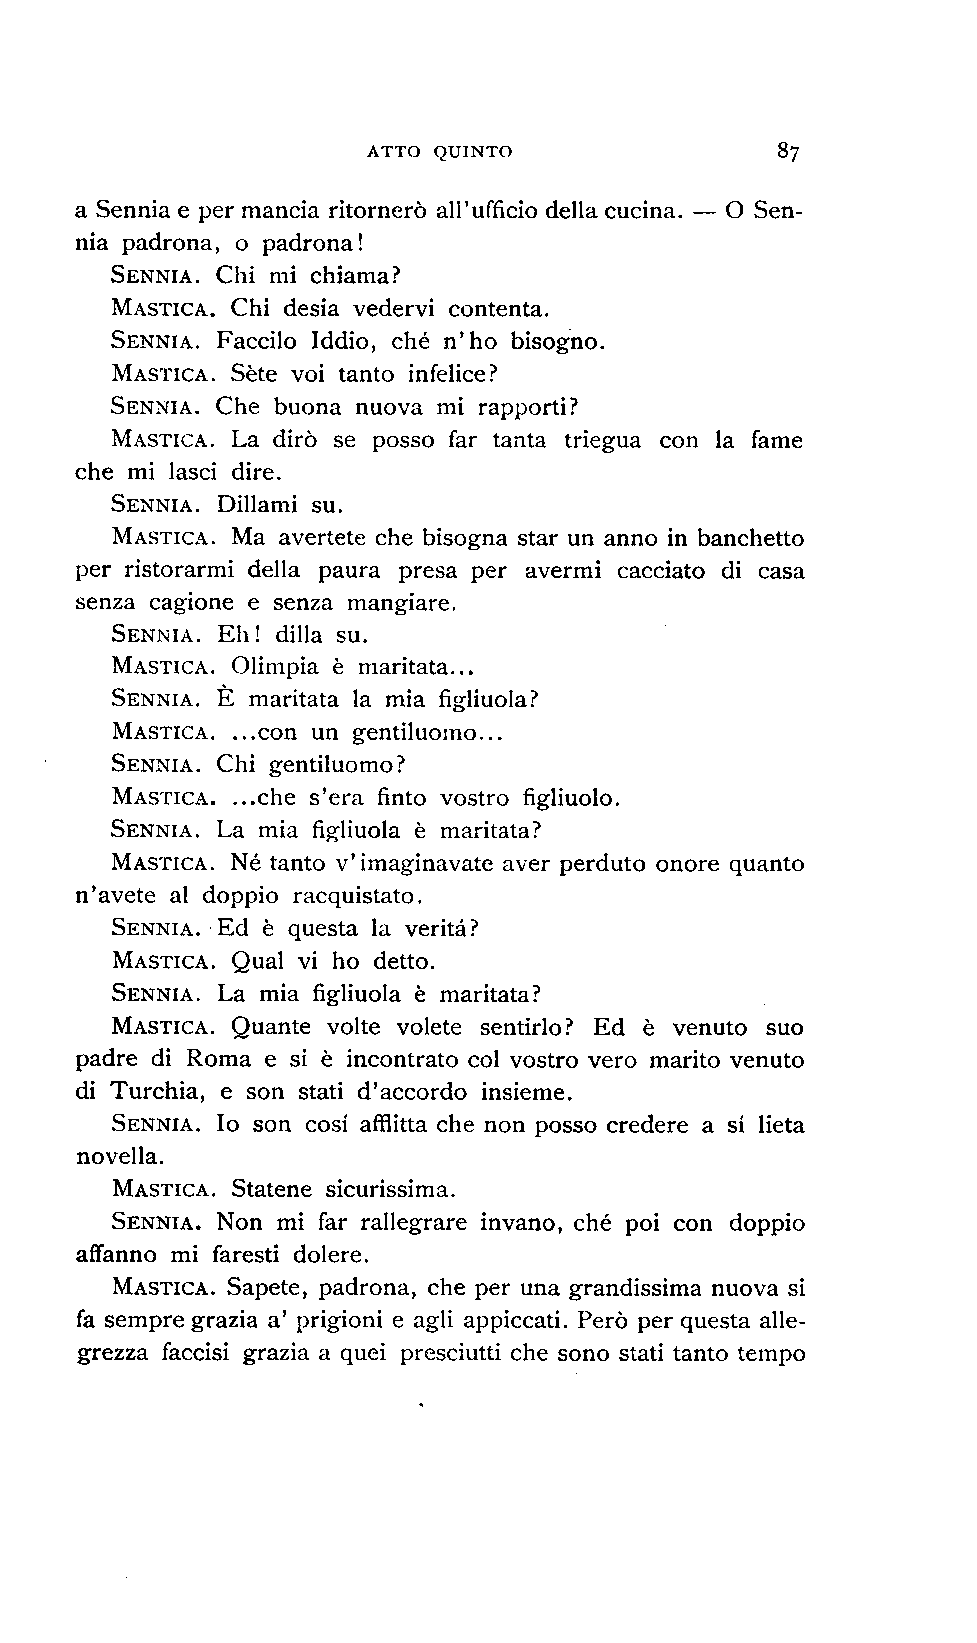 ATTO QUINTO 87
a Sennia e per mancia ritornerò all'ufficio della cucina. — O Sen-
nia padrona, o padrona!
SENNIA. Chi mi chiama?
MASTICA. Chi desia vedervi contenta.
SENNIA. Faccilo Iddio, ché n'ho bisogno.
MASTICA. Sète voi tanto infelice?
SENNIA. Che buona nuova mi rapporti?
MASTICA. La dirò se posso far tanta triegua con la fame
che mi lasci dire.
SENNIA. Dillami su.
MASTICA. Ma avertete che bisogna star un anno in banchetto
per ristorarmi della paura presa per avermi cacciato di casa
senza cagione e senza mangiare.
SENNIA. Eh! dilla su.
MASTICA. Olimpia è maritata...
SENNIA. È maritata la mia figliuola?
MASTICA. ...con un gentiluomo...
SENNIA. Chi gentiluomo?
MASTICA. ...che s'era finto vostro figliuolo.
SENNIA. La mia figliuola è maritata?
MASTICA. Né tanto v'imaginavate aver perduto onore quanto
n'avete al doppio racquistato.
SENNIA. Ed è questa la veritá?
MASTICA. Qual vi ho detto.
SENNIA. La mia figliuola è maritata?
MASTICA. Quante volte volete sentirlo? Ed è venuto suo
padre di Roma e si è incontrato col vostro vero marito venuto
di Turchia, e son stati d'accordo insieme.
SENNIA. Io son cosí afflitta che non posso credere a sí lieta
novella.
MASTICA. Statene sicurissima.
SENNIA. Non mi far rallegrare invano, ché poi con doppio
affanno mi faresti dolere.
MASTICA. Sapete, padrona, che per una grandissima nuova si
fa sempre grazia a' prigioni e agli appiccati. Però per questa alle-
grezza faccisi grazia a quei presciutti che sono stati tanto tempo